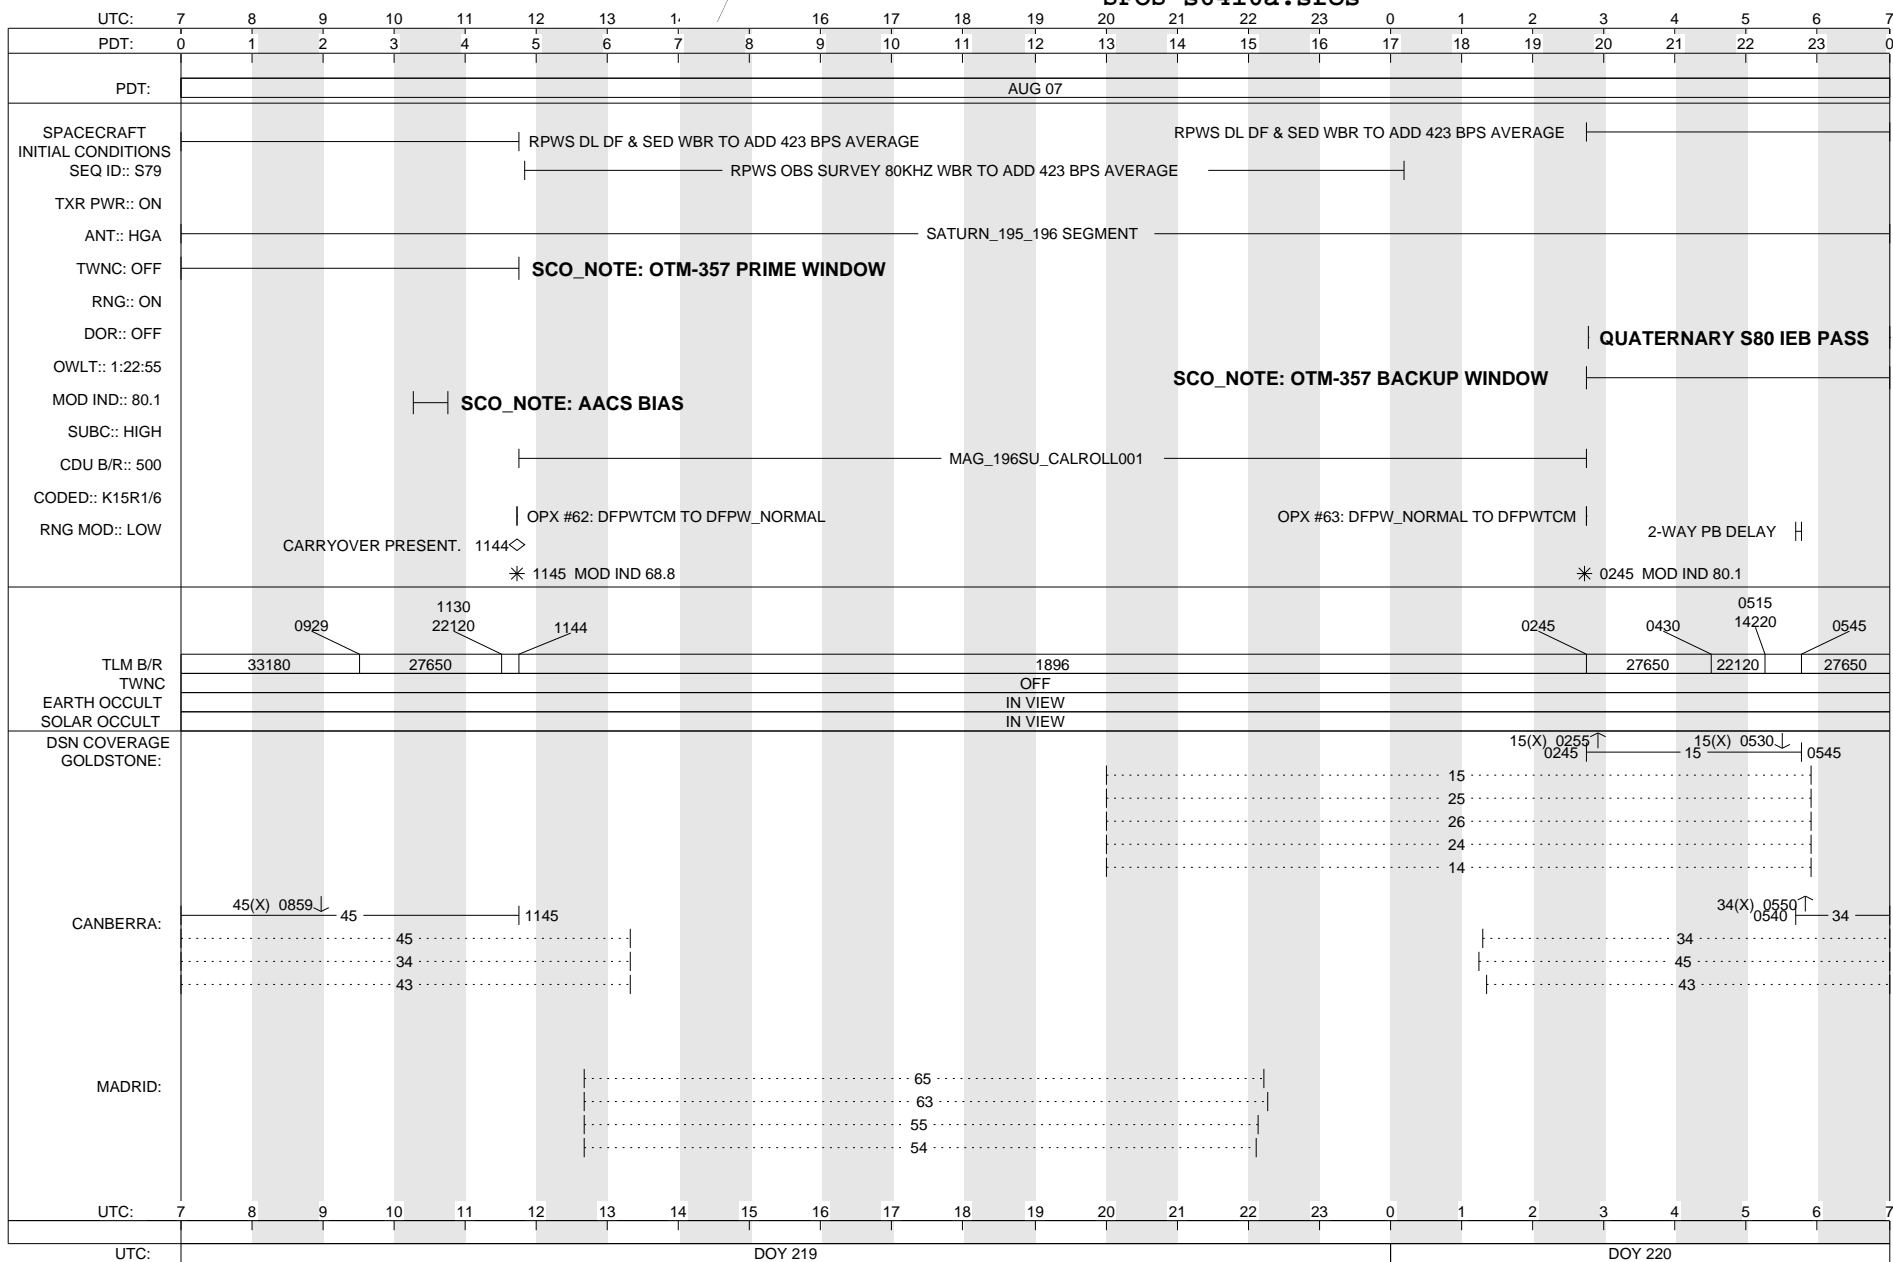 UTC: 7 8 9 10 11 12 13 16 17 18 19 20 21 22 23 0 1 2 3 4 5 6 7
PDT: 0 1 2 3 4 5 6 7 8 9 10 11 12 13 14 15 16 17 18 19 20 21 22 23 0
PDT: AUG 07
SPACECRAFT
INITIAL CONDITIONS
RPWS DL DF & SED WBR TO ADD 423 BPS AVERAGE
RPWS DL DF & SED WBR TO ADD 423 BPS AVERAGE
SEQ ID:: S79
RPWS OBS SURVEY 80KHZ WBR TO ADD 423 BPS AVERAGE
TXR PWR:: ON
ANT:: HGA
SATURN_195_196 SEGMENT
TWNC: OFF
SCO_NOTE: OTM-357 PRIME WINDOW
RNG:: ON
DOR:: OFF
QUATERNARY S80 IEB PASS
OWLT:: 1:22:55
SCO_NOTE: OTM-357 BACKUP WINDOW
MOD IND:: 80.1
SCO_NOTE: AACS BIAS
SUBC:: HIGH
CDU B/R:: 500
MAG_196SU_CALROLL001
CODED:: K15R1/6
OPX #62: DFPWTCM TO DFPW_NORMAL
OPX #63: DFPW_NORMAL TO DFPWTCM
RNG MOD:: LOW
2-WAY PB DELAY
CARRYOVER PRESENT. 1144
1145 MOD IND 68.8
0245 MOD IND 80.1
1130 0515
0929 22120 1144 0245 0430 14220 0545
TLM B/R 33180 27650 1896 27650 22120 27650
TWNC OFF
EARTH OCCULT IN VIEW
SOLAR OCCULT IN VIEW
DSN COVERAGE
15(X) 0255 15(X) 0530
GOLDSTONE: 0245 15 0545
15
25
26
24
14
45(X) 0859 34(X) 0550
CANBERRA: 45 1145 0540 34
45 34
34 45
43 43
MADRID: 65
63
55
54
UTC: 7 8 9 10 11 12 13 14 15 16 17 18 19 20 21 22 23 0 1 2 3 4 5 6 7
UTC: DOY 219 DOY 220